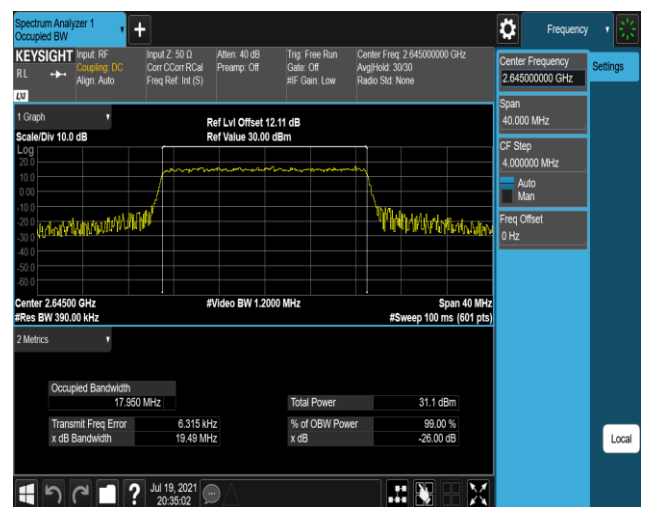 Spectrum Analyzer 1
Occupied BW
+
Frequency
KEYSIGHT
RL
LXI
Input: RF
Coupling: DC
Align: Auto
Input Z: 50 Ω
Corr CCorr RCal
Freq Ref: Int (S)
Atten: 40 dB
Preamp: Off
Trig: Free Run
Gate: Off
#IF Gain: Low
Center Freq: 2.645000000 GHz
Avg|Hold: 30/30
Radio Std: None
Center Frequency
2.645000000 GHz
Settings
Span
40.000 MHz
CF Step
4.000000 MHz
Auto
Man
Freq Offset
0 Hz
1 Graph
Scale/Div 10.0 dB
Ref Lvl Offset 12.11 dB
Ref Value 30.00 dBm
Log
20.0
10.0
0.00
-10.0
-20.0
-30.0
-40.0
-50.0
-60.0
Center 2.64500 GHz
#Video BW 1.2000 MHz
Span 40 MHz
#Res BW 390.00 kHz
#Sweep 100 ms (601 pts)
2 Metrics
Occupied Bandwidth
17.950 MHz
Total Power 31.1 dBm
Transmit Freq Error 6.315 kHz
% of OBW Power 99.00 %
x dB Bandwidth 19.49 MHz
x dB -26.00 dB
Local
?
Jul 19, 2021
20:35:02